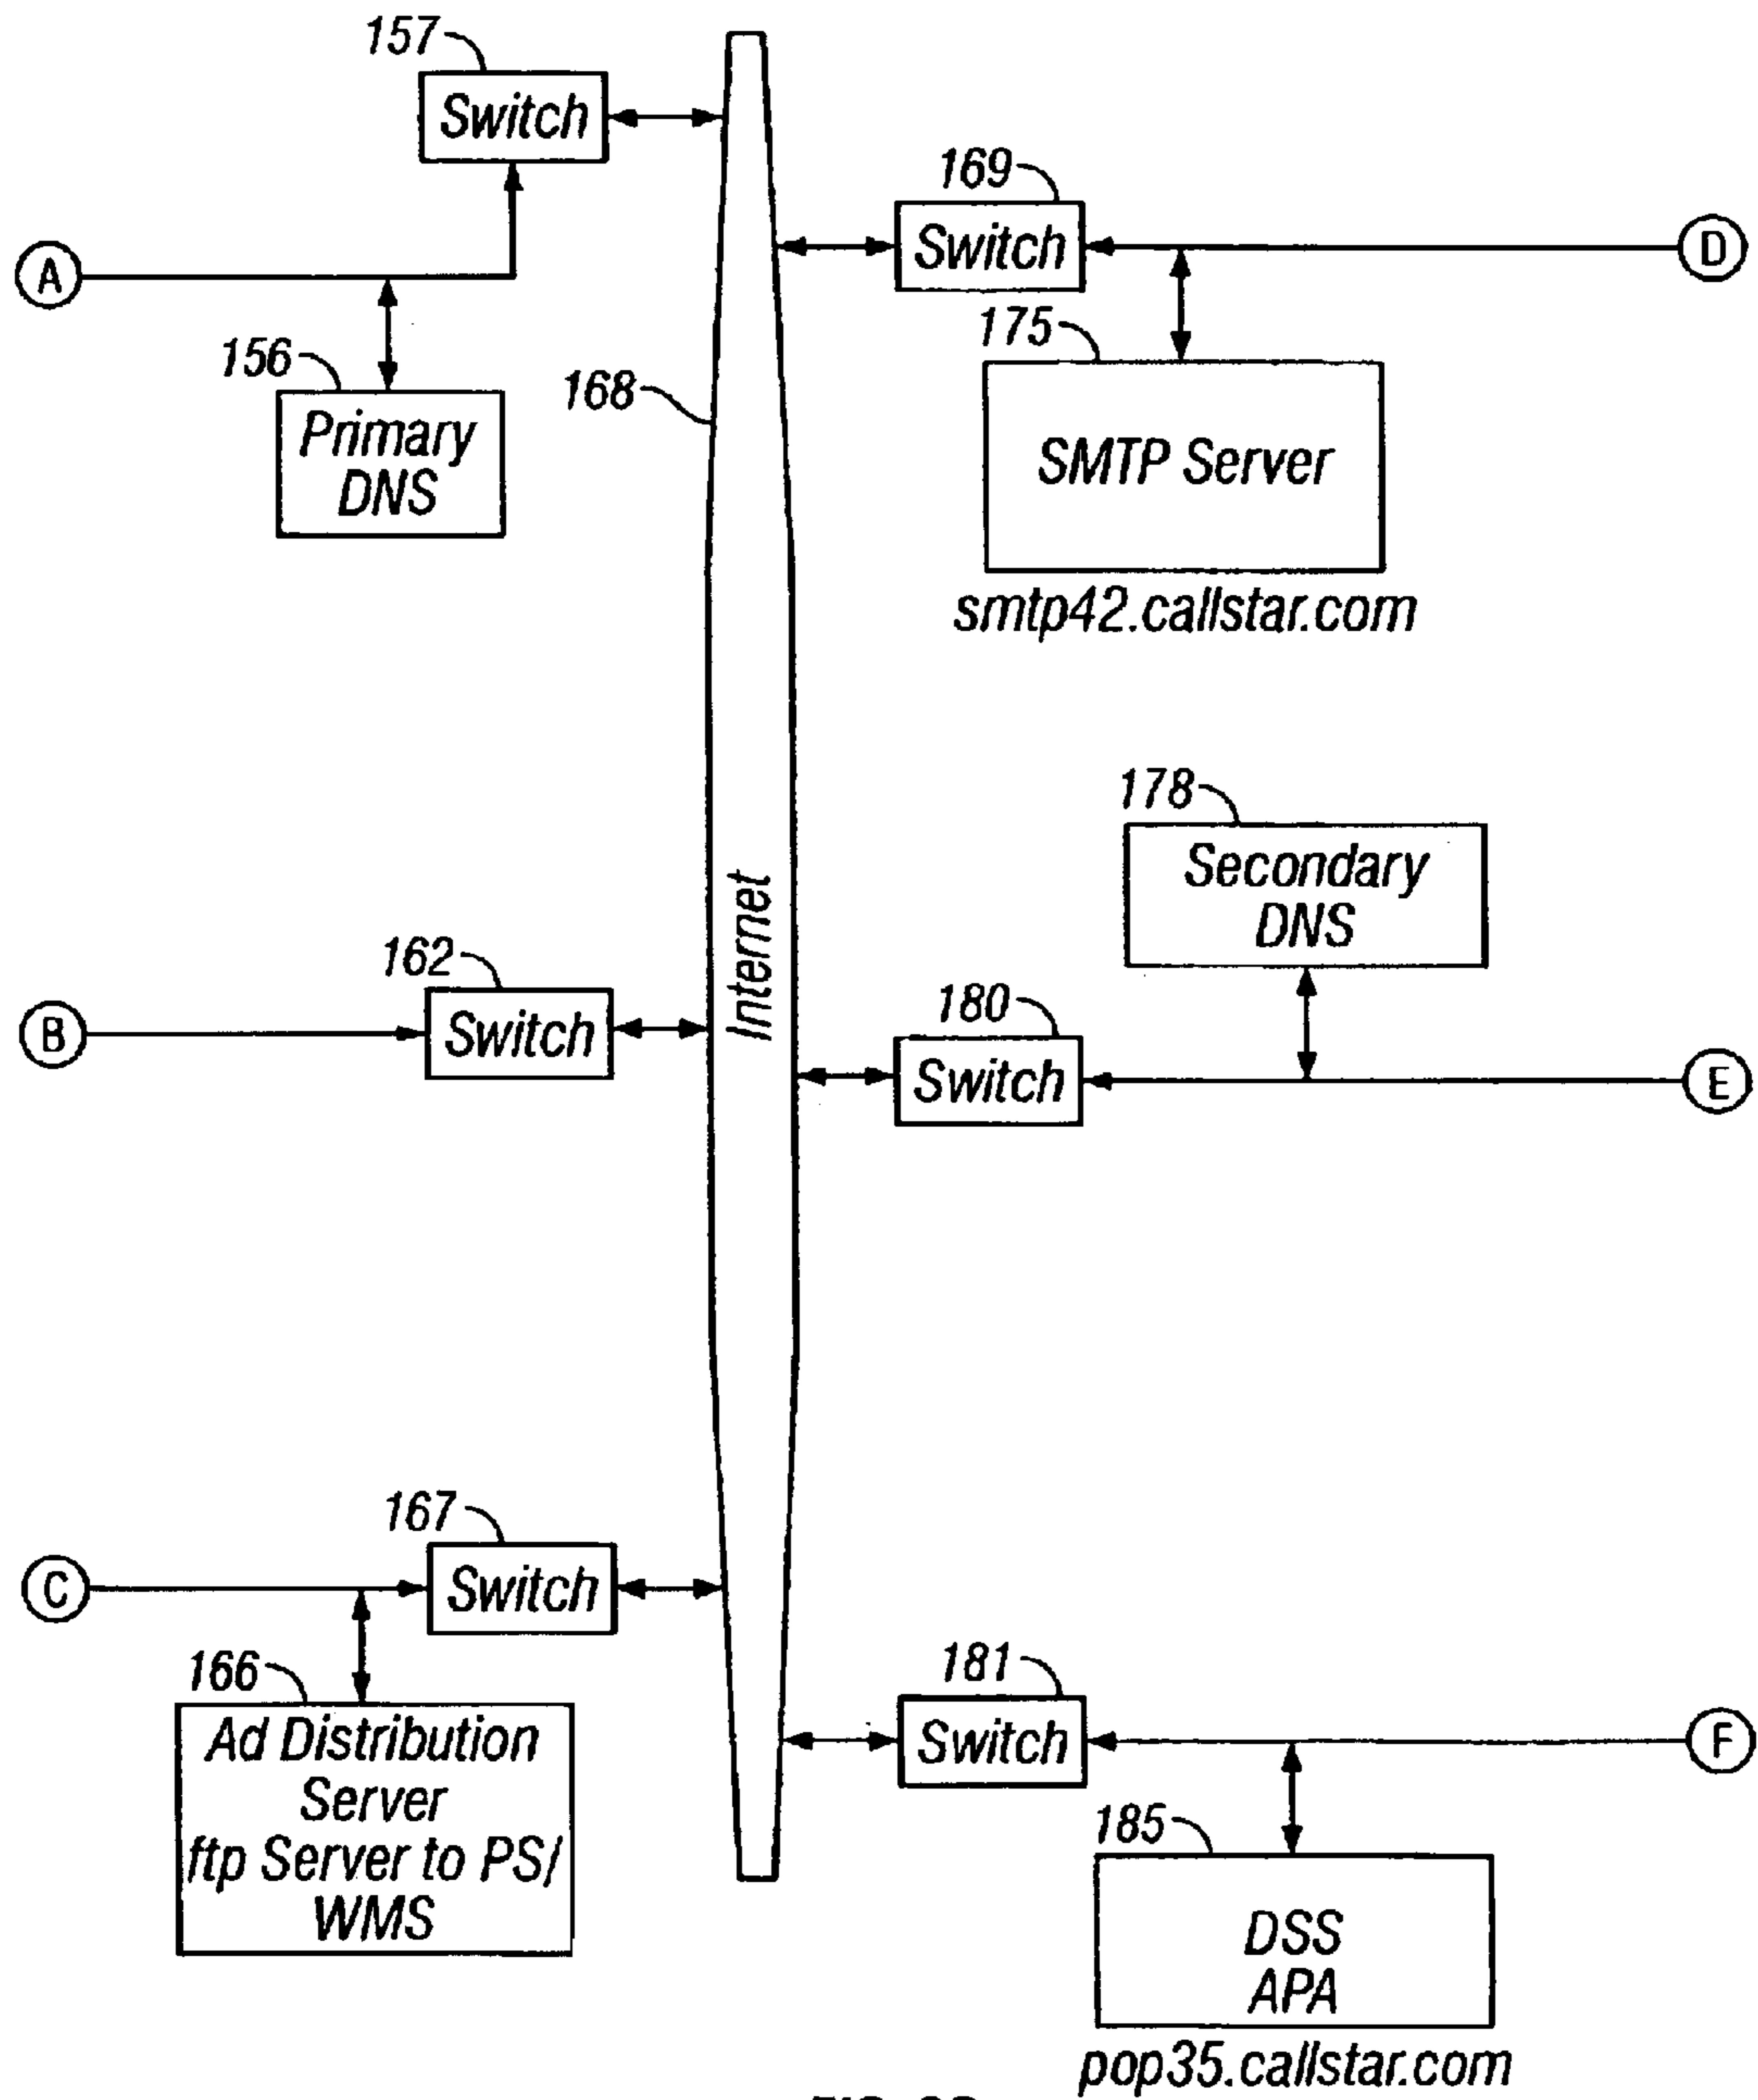 157
Switch
169
Switch
A
D
156
Primary
DNS
168
175
SMTP Server
smtp42.callstar.com
178
Secondary
DNS
Internet
162
Switch
B
180
Switch
E
167
Switch
C
166
Ad Distribution
Server
ftp Server to PS/
WMS
181
Switch
F
185
DSS
APA
pop35.callstar.com